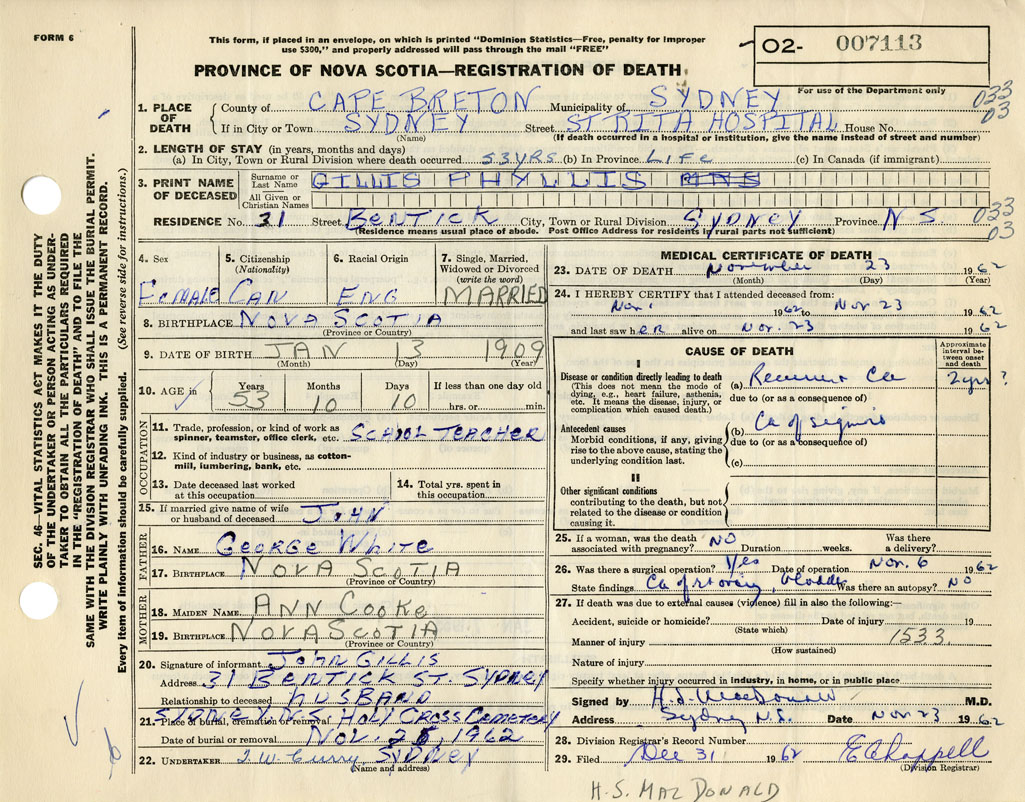 FORM 6
This form, if placed in an envelope, on which is printed "Dominion Statistics—Free, penalty for Improper
use $300," and properly addressed will pass through the mail "FREE"
O2- 007113
PROVINCE OF NOVA SCOTIA—REGISTRATION OF DEATH
For use of the Department only
033
03
1. PLACE OF DEATH County of CAPE BRETON Municipality of SYDNEY
If in City or Town SYDNEY Street ST RITA HOSPITAL House No.
(Name) (If death occurred in a hospital or institution, give the name instead of street and number)
2. LENGTH OF STAY (in years, months and days)
(a) In City, Town or Rural Division where death occurred 53 YRS (b) In Province LIFE (c) In Canada (if immigrant)
3. PRINT NAME OF DECEASED Surname or Last Name GILLIS PHYLLIS MRS
All Given or Christian Names
RESIDENCE No. 31 Street BENTICK City, Town or Rural Division SYDNEY Province N S.
033
03
(Residence means usual place of abode. Post Office Address for residents in rural parts not sufficient)
4. Sex FEMALE
5. Citizenship (Nationality) CAN
6. Racial Origin ENG
7. Single, Married, Widowed or Divorced (write the word) MARRIED
8. BIRTHPLACE NOVA SCOTIA
(Province or Country)
9. DATE OF BIRTH JAN 13 1909
(Month) (Day) (Year)
10. AGE in Years 53 Months 10 Days 10 If less than one day old hrs. or min.
OCCUPATION
11. Trade, profession, or kind of work as spinner, teamster, office clerk, etc. SCHOOL TEACHER
12. Kind of industry or business, as cotton-mill, lumbering, bank, etc.
13. Date deceased last worked at this occupation
14. Total yrs. spent in this occupation
15. If married give name of wife or husband of deceased JOHN
FATHER
16. NAME GEORGE WHITE
17. BIRTHPLACE NOVA SCOTIA
(Province or Country)
MOTHER
18. MAIDEN NAME ANN COOKE
19. BIRTHPLACE NOVA SCOTIA
(Province or Country)
20. Signature of informant JOHN GILLIS
Address 31 BENTICK ST. SYDNEY
Relationship to deceased HUSBAND
21. Place of burial, cremation or removal SYDNEY N.S. HOLY CROSS CEMETERY
Date of burial or removal NOV. 26, 1962
22. UNDERTAKER T. W. Curry, SYDNEY
(Name and address)
MEDICAL CERTIFICATE OF DEATH
23. DATE OF DEATH November 23 1962
(Month) (Day) (Year)
24. I HEREBY CERTIFY that I attended deceased from:
Nov. 1962 to Nov 23 1962
and last saw her alive on Nov. 23 1962
CAUSE OF DEATH
Approximate interval between onset and death
I
Disease or condition directly leading to death
(This does not mean the mode of dying, e.g., heart failure, asthenia, etc. It means the disease, injury, or complication which caused death.)
(a) Recurrent Ca 2 yrs ?
due to (or as a consequence of)
Antecedent causes
Morbid conditions, if any, giving rise to the above cause, stating the underlying condition last.
(b) Ca of sigmoid
due to (or as a consequence of)
(c)
II
Other significant conditions
contributing to the death, but not related to the disease or condition causing it.
25. If a woman, was the death associated with pregnancy? NO Duration weeks. Was there a delivery?
26. Was there a surgical operation? Yes Date of operation Nov. 6 1962
State findings Ca of bladder Was there an autopsy? NO
27. If death was due to external causes (violence) fill in also the following:—
Accident, suicide or homicide? Date of injury 19
(State which)
Manner of injury 1533.
(How sustained)
Nature of injury
Specify whether injury occurred in industry, in home, or in public place
Signed by H.S. MacDonald M.D.
Address Sydney N.S. Date Nov 23 1962
28. Division Registrar's Record Number
29. Filed Dec 31 1962 E Chappell
(Division Registrar)
H.S. MacDONALD
SEC. 46—VITAL STATISTICS ACT MAKES IT THE DUTY
OF THE UNDERTAKER OR PERSON ACTING AS UNDER-
TAKER TO OBTAIN ALL THE PARTICULARS REQUIRED
IN THE "REGISTRATION OF DEATH" AND TO FILE THE
SAME WITH THE DIVISION REGISTRAR WHO SHALL ISSUE THE BURIAL PERMIT.
WRITE PLAINLY WITH UNFADING INK. THIS IS A PERMANENT RECORD.
Every item of information should be carefully supplied. (See reverse side for instructions.)